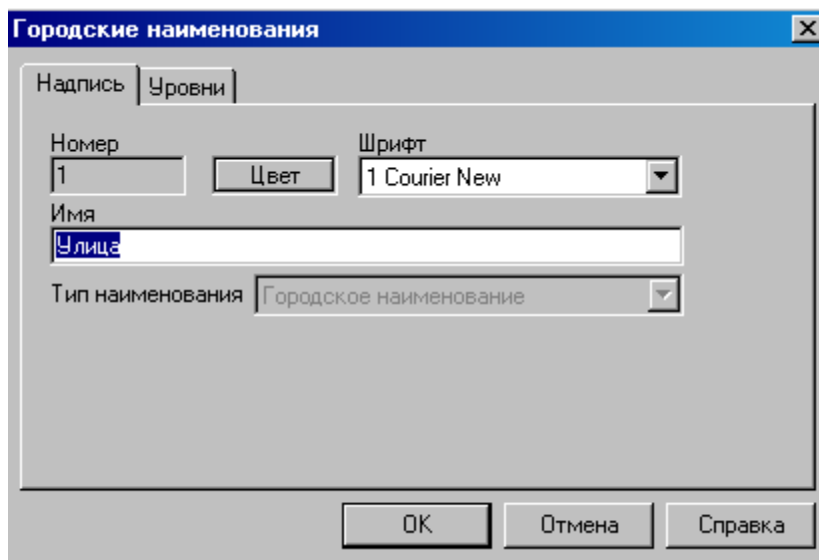 Городские наименования
Надпись Уровни
Номер Шрифт
1 Цвет 1 Courier New
Имя
Улица
Тип наименования Городское наименование
OK Отмена Справка